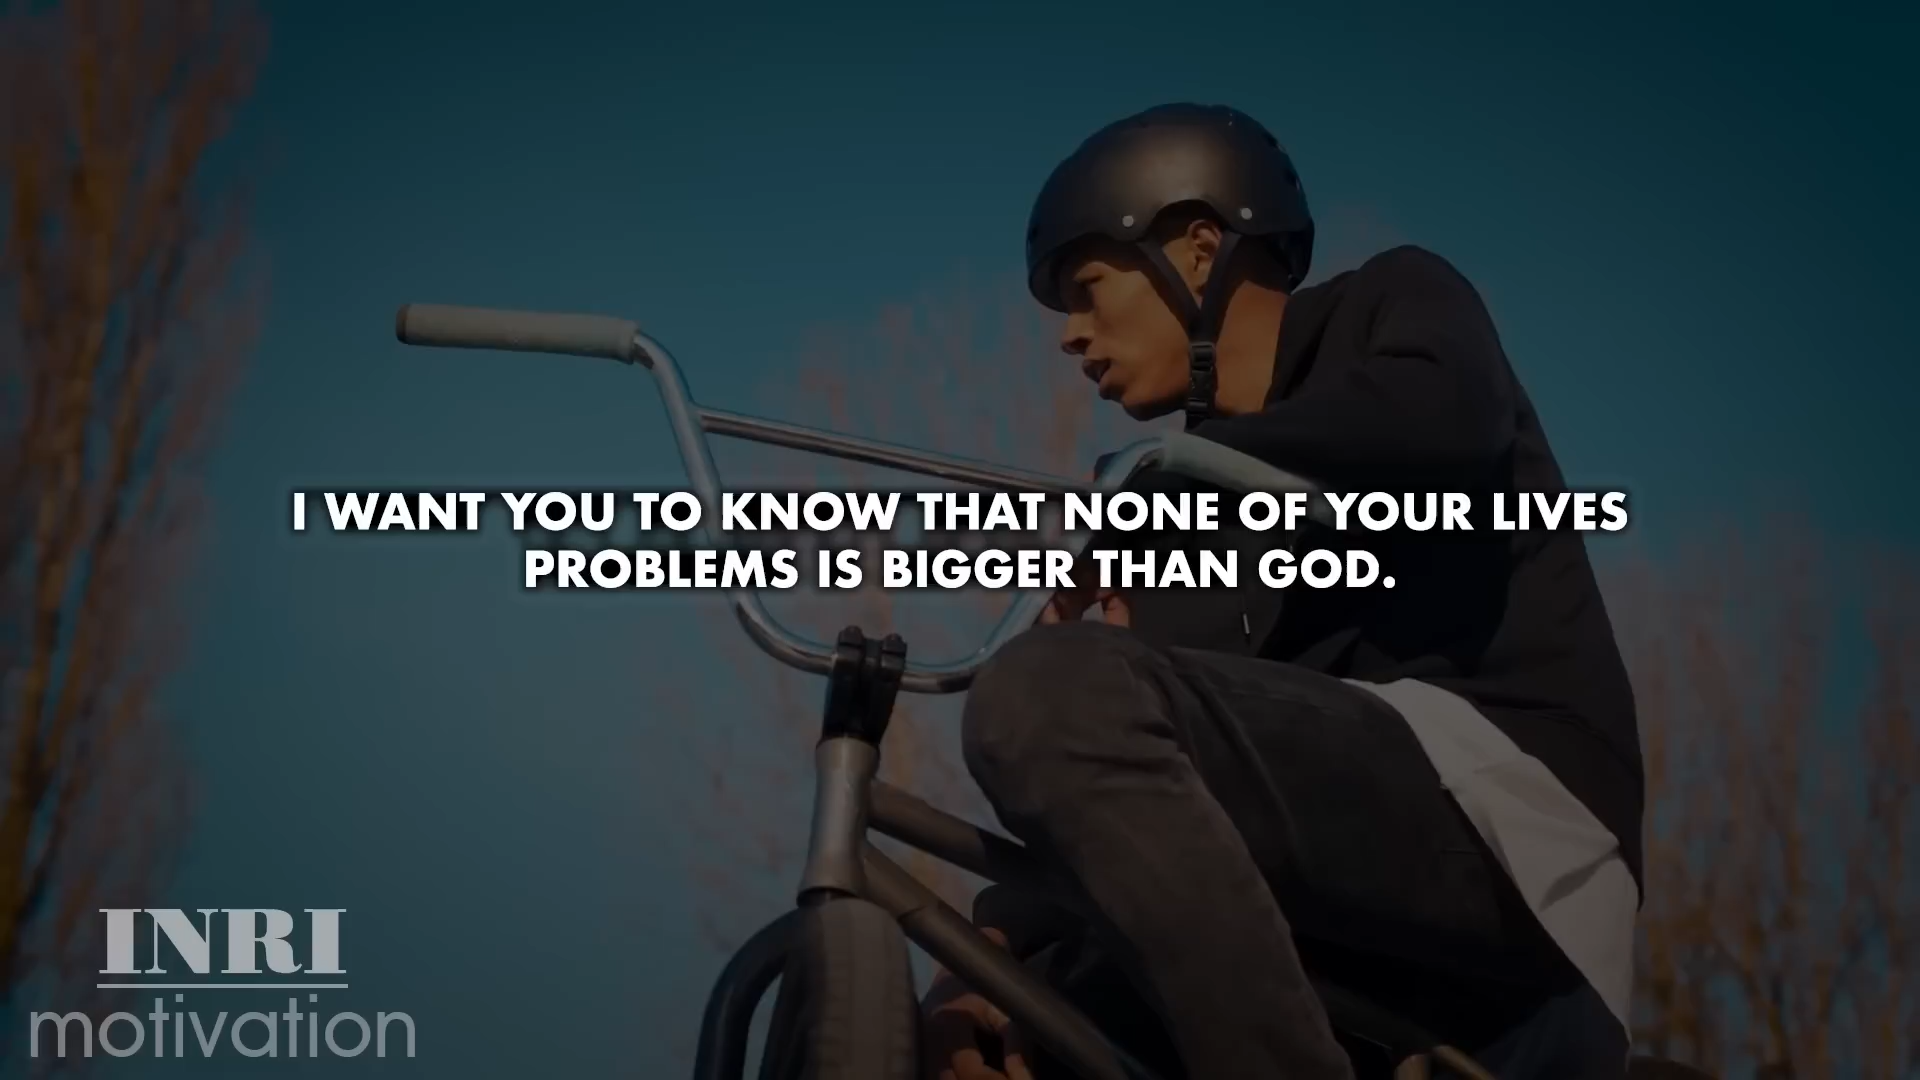 I WANT YOU TO KNOW THAT NONE OF YOUR LIVES
PROBLEMS IS BIGGER THAN GOD.
INRI
motivation